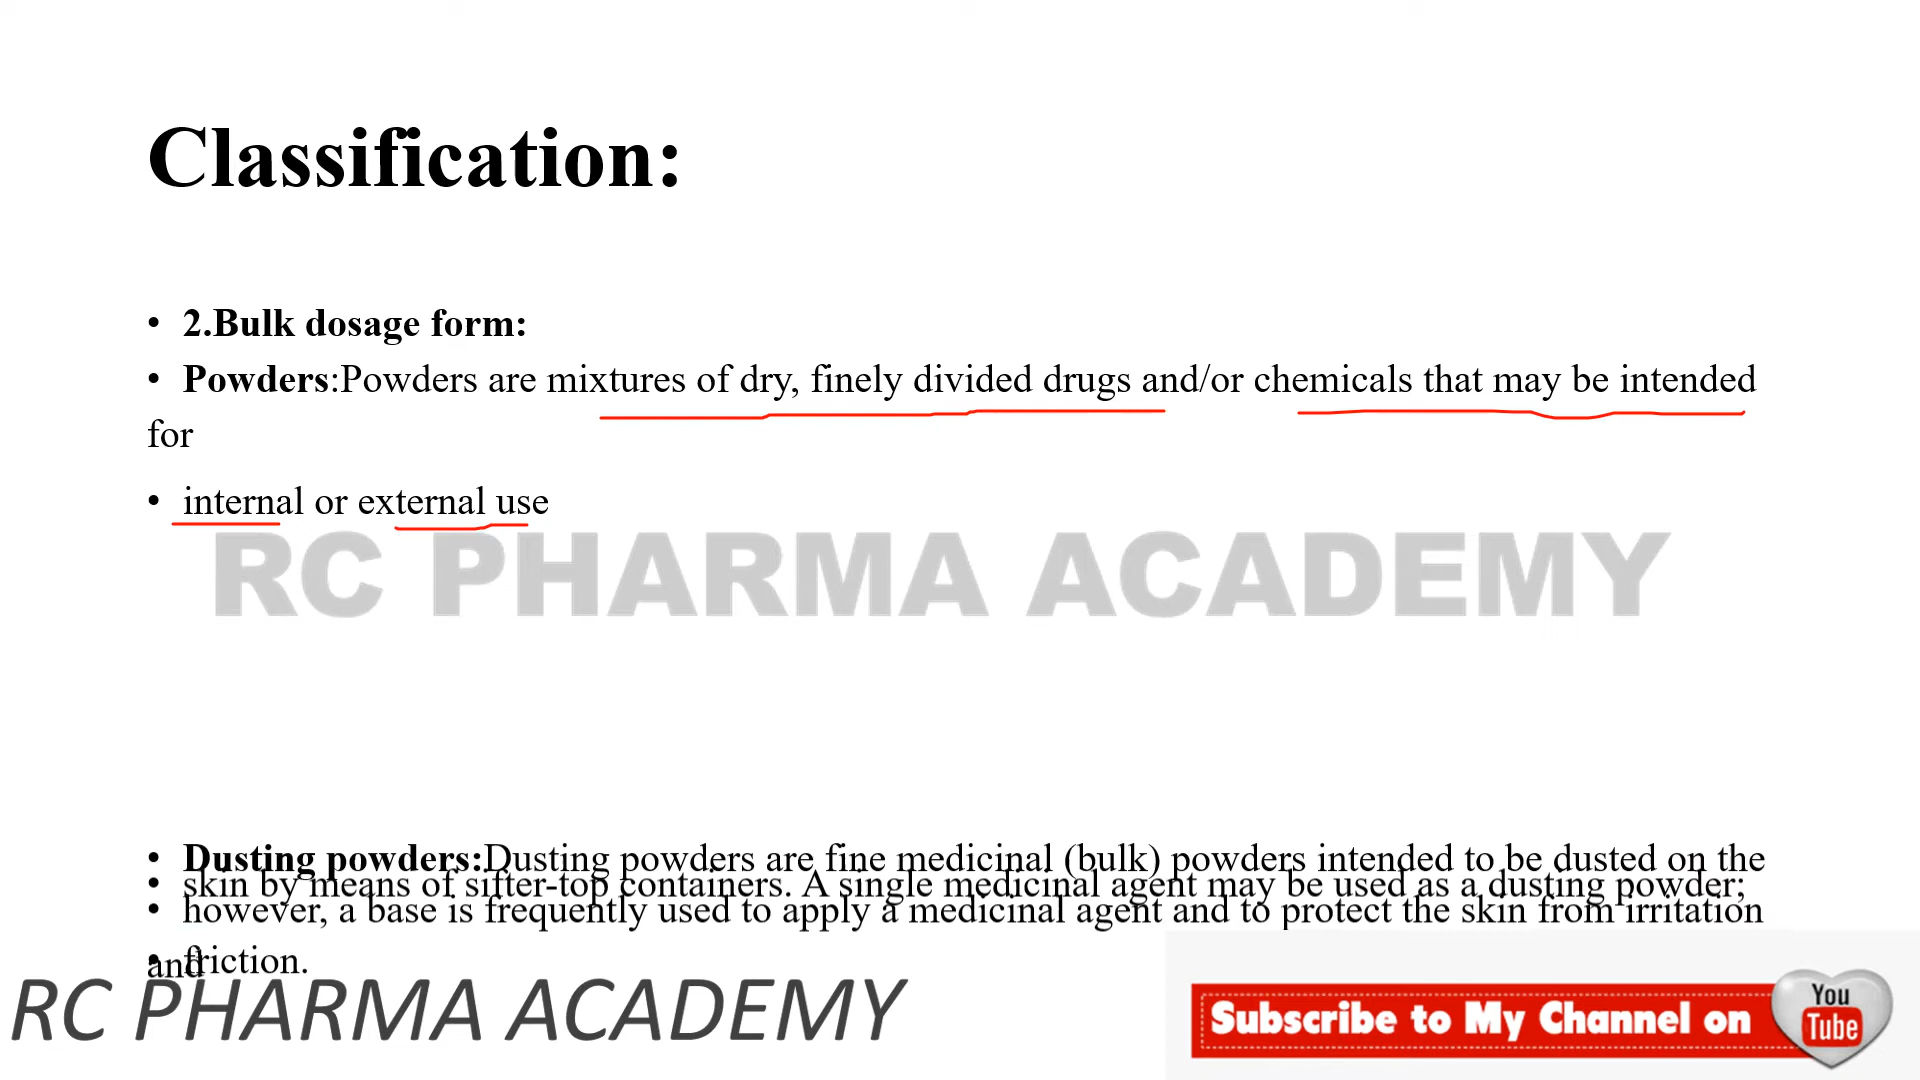 Classification:
• 2.Bulk dosage form:
• Powders:Powders are mixtures of dry, finely divided drugs and/or chemicals that may be intended
for
• internal or external use
RC PHARMA ACADEMY
• Dusting powders:Dusting powders are fine medicinal (bulk) powders intended to be dusted on the
• skin by means of sifter-top containers. A single medicinal agent may be used as a dusting powder;
• however, a base is frequently used to apply a medicinal agent and to protect the skin from irritation
and
• friction.
RC PHARMA ACADEMY
Subscribe to My Channel on
You
Tube